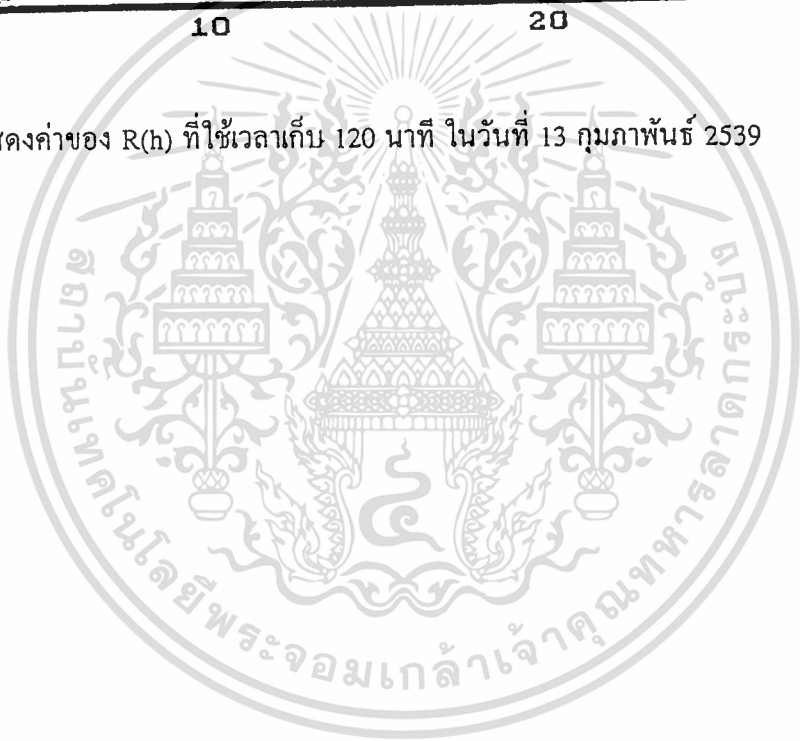 10 20
แสดงค่าของ R(h) ที่ใช้เวลาเก็บ 120 นาที ในวันที่ 13 กุมภาพันธ์ 2539
สถาบันเทคโนโลยีพระจอมเกล้าเจ้าคุณทหารลาดกระบัง